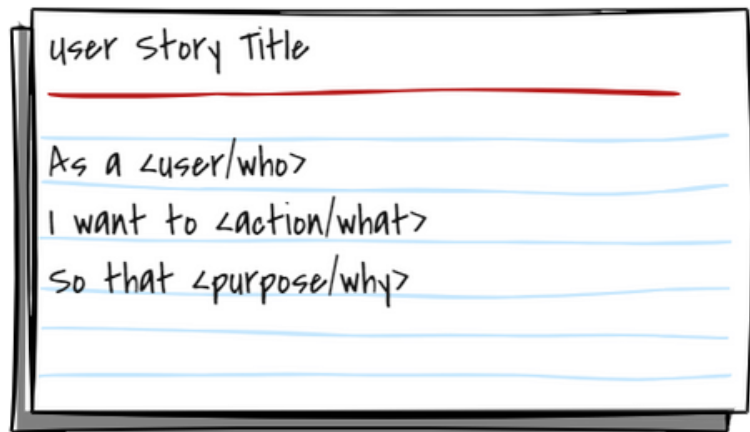 User Story Title
As a <user/who>
I want to <action/what>
So that <purpose/why>